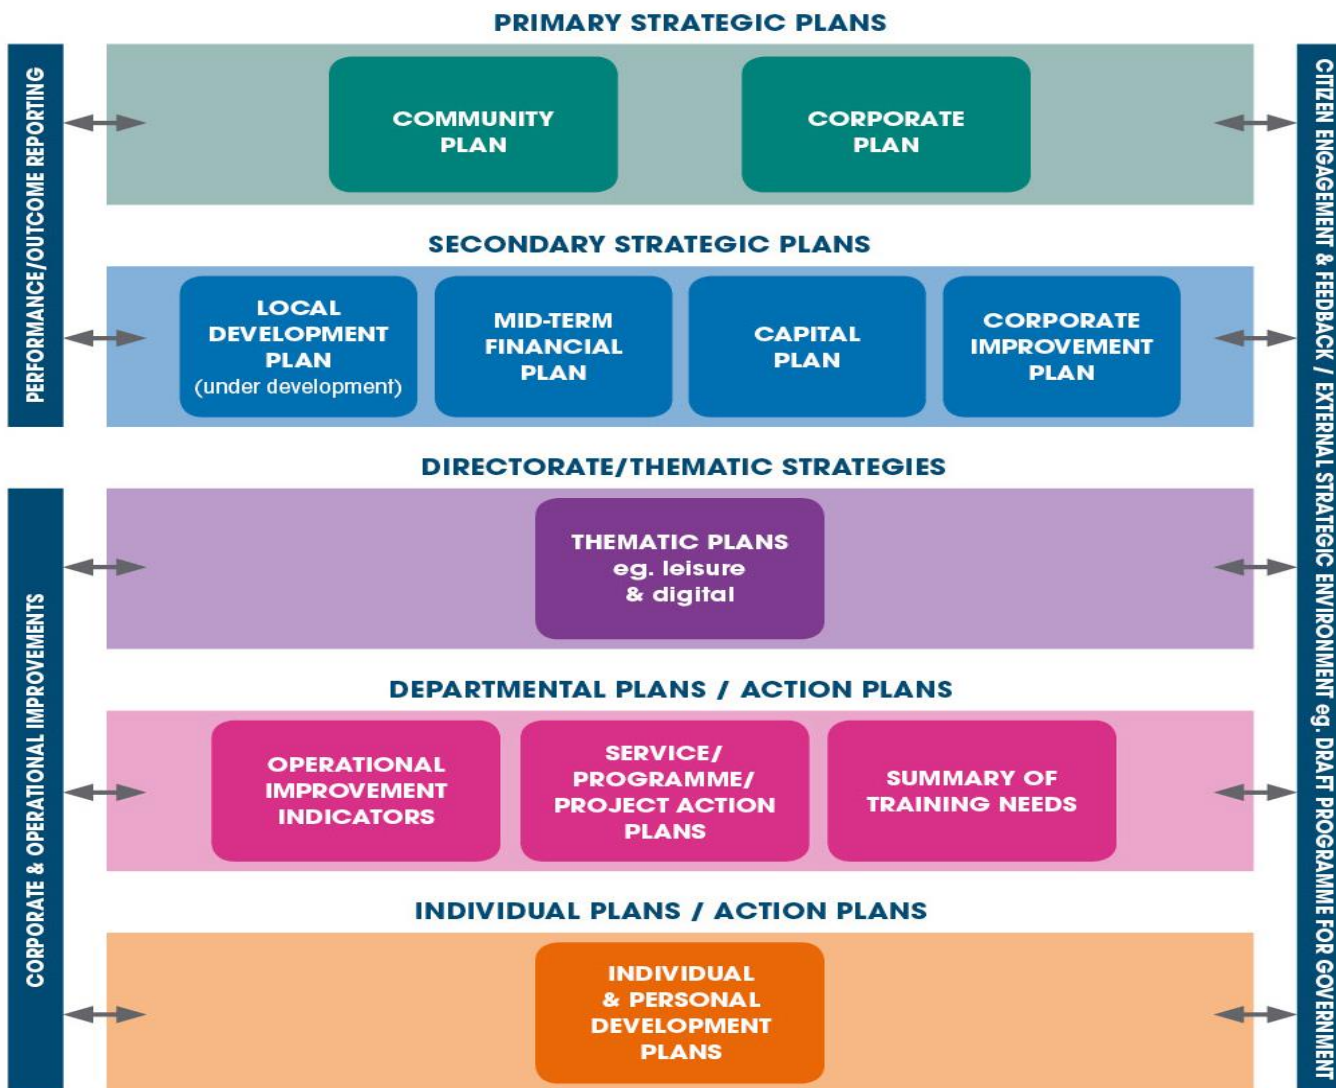 PRIMARY STRATEGIC PLANS
PERFORMANCE/OUTCOME REPORTING
COMMUNITY
PLAN
CORPORATE
PLAN
CITIZEN ENGAGEMENT & FEEDBACK / EXTERNAL STRATEGIC ENVIRONMENT eg. DRAFT PROGRAMME FOR GOVERNMENT
SECONDARY STRATEGIC PLANS
LOCAL
DEVELOPMENT
PLAN
(under development)
MID-TERM
FINANCIAL
PLAN
CAPITAL
PLAN
CORPORATE
IMPROVEMENT
PLAN
DIRECTORATE/THEMATIC STRATEGIES
CORPORATE & OPERATIONAL IMPROVEMENTS
THEMATIC PLANS
eg. leisure
& digital
DEPARTMENTAL PLANS / ACTION PLANS
OPERATIONAL
IMPROVEMENT
INDICATORS
SERVICE/
PROGRAMME/
PROJECT ACTION
PLANS
SUMMARY OF
TRAINING NEEDS
INDIVIDUAL PLANS / ACTION PLANS
INDIVIDUAL
& PERSONAL
DEVELOPMENT
PLANS